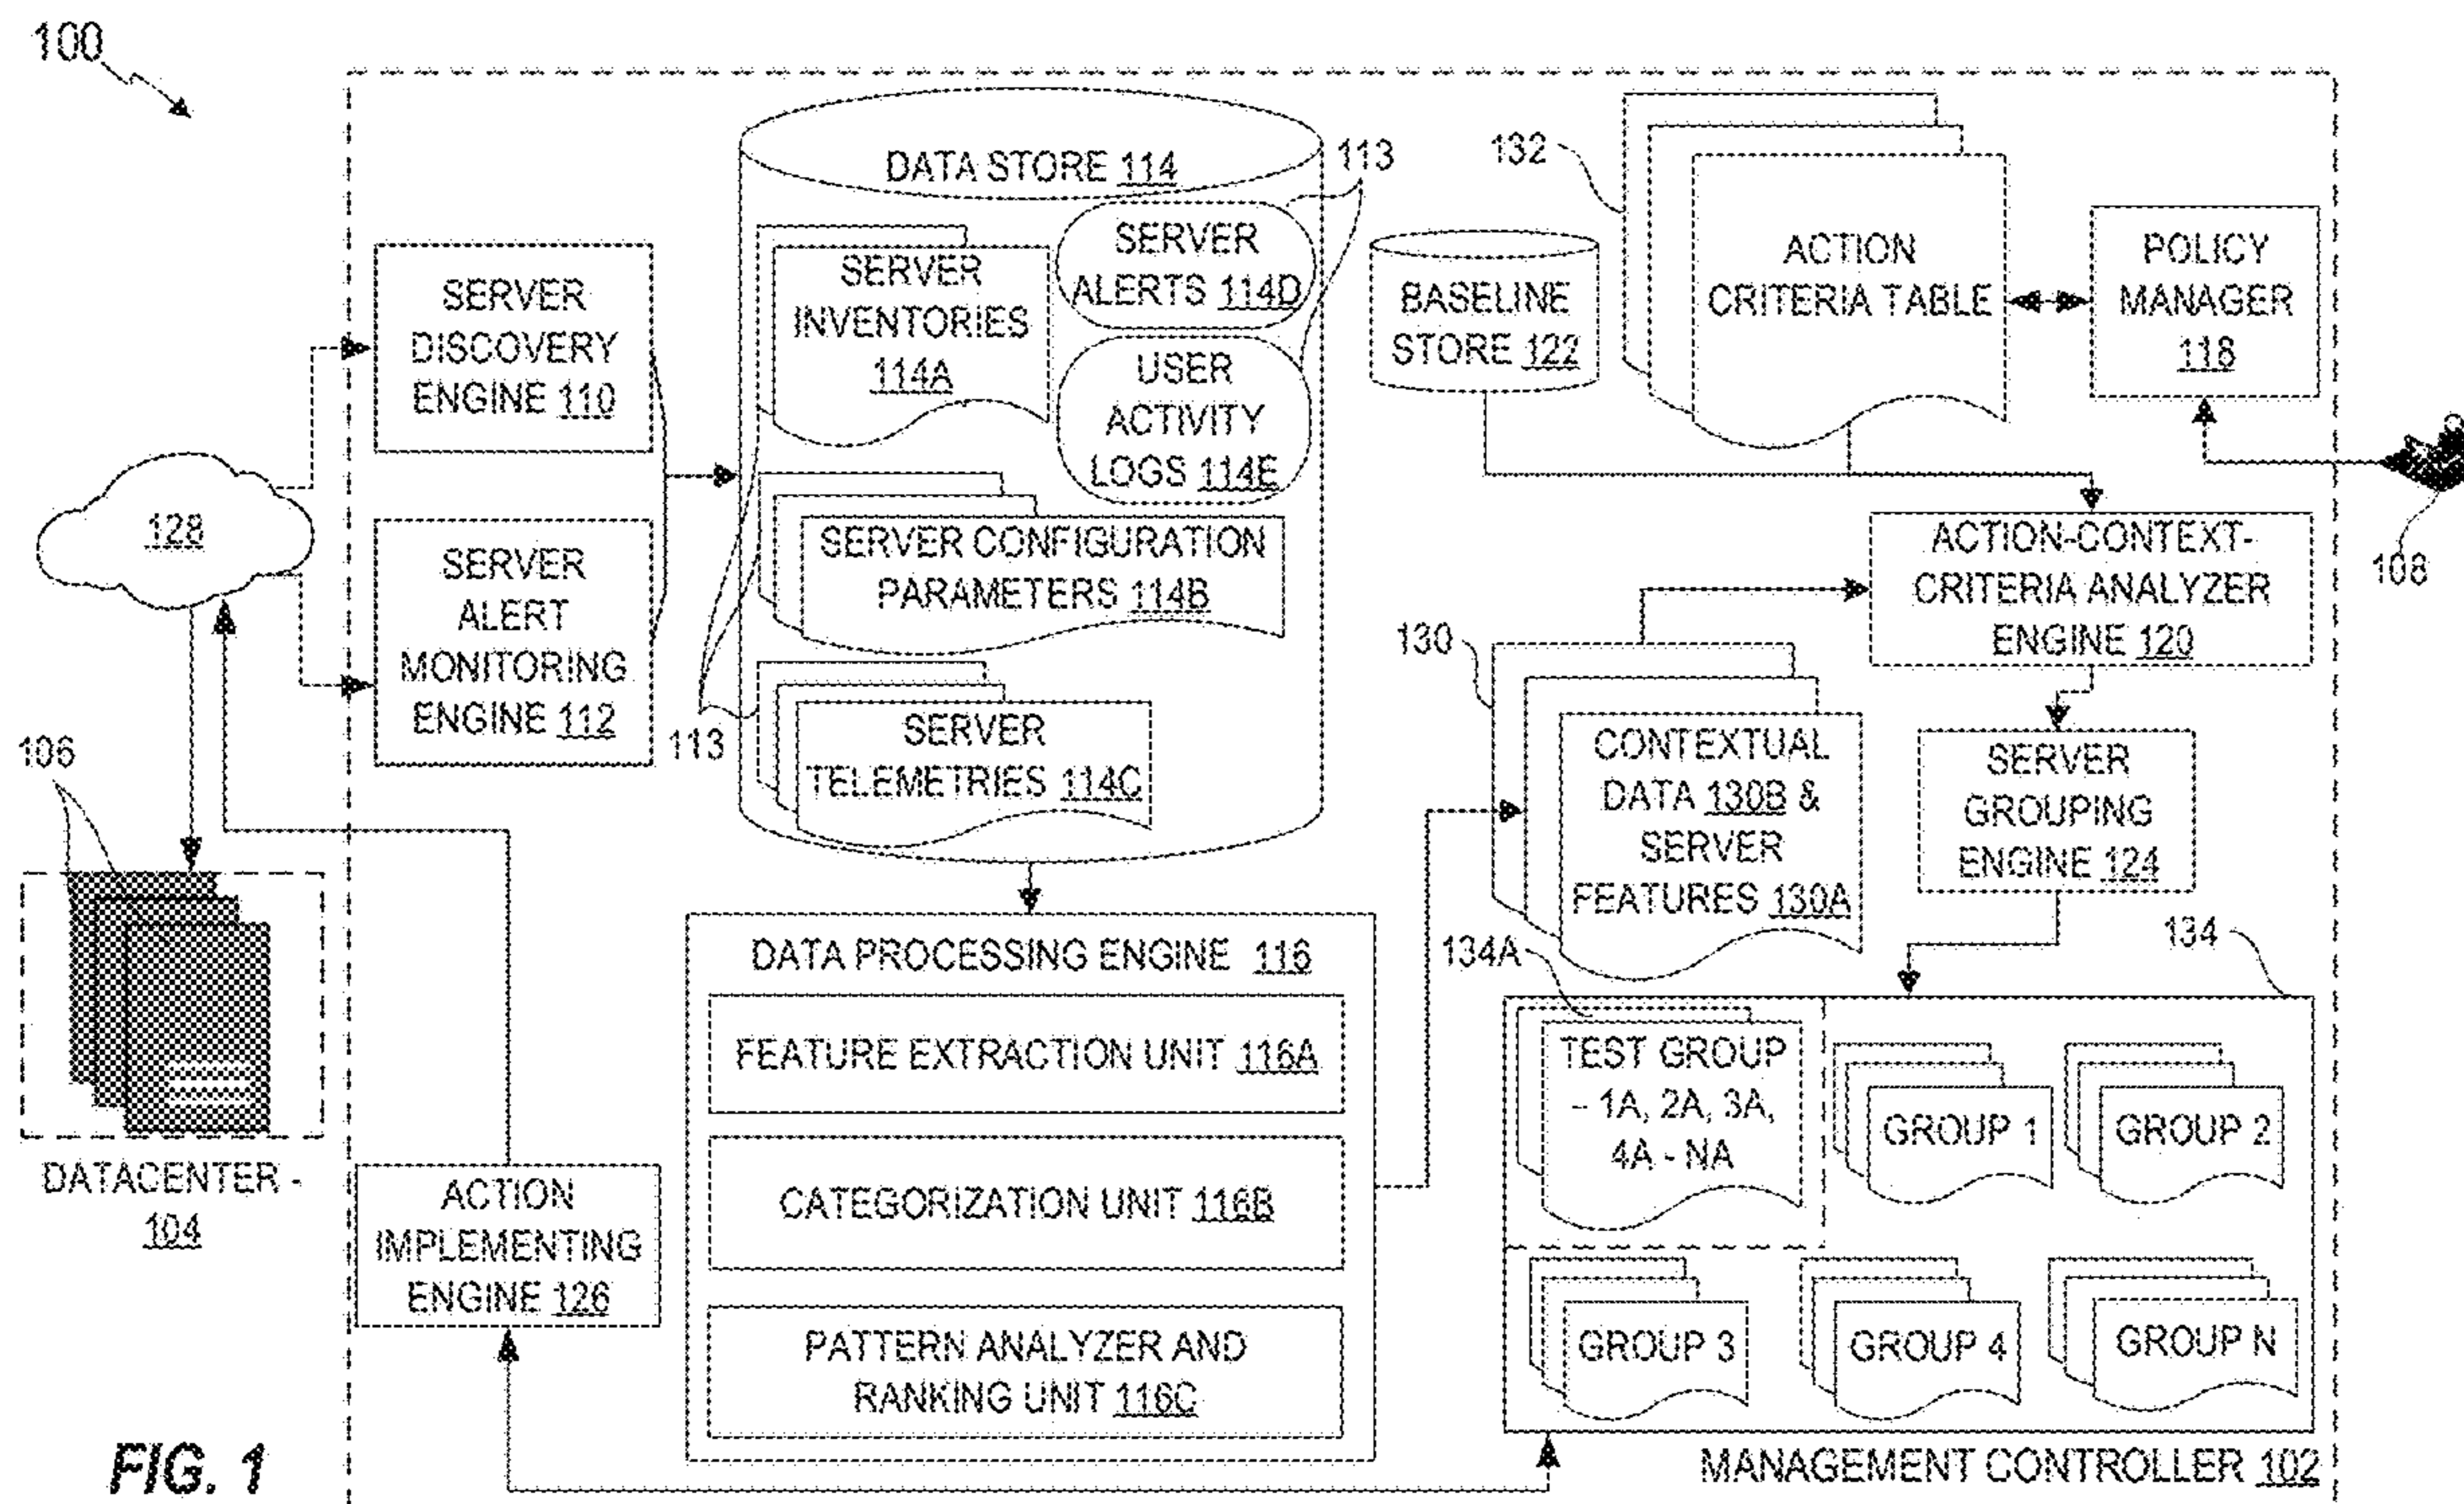 100
DATA STORE 114
SERVER
INVENTORIES
114A
SERVER
ALERTS 114D
USER
ACTIVITY
LOGS 114E
113
SERVER CONFIGURATION
PARAMETERS 114B
SERVER
TELEMETRIES 114C
113
SERVER
DISCOVERY
ENGINE 110
SERVER
ALERT
MONITORING
ENGINE 112
128
106
DATACENTER -
104
ACTION
IMPLEMENTING
ENGINE 126
DATA PROCESSING ENGINE 116
FEATURE EXTRACTION UNIT 116A
CATEGORIZATION UNIT 116B
PATTERN ANALYZER AND
RANKING UNIT 116C
BASELINE
STORE 122
132
ACTION
CRITERIA TABLE
POLICY
MANAGER
118
108
ACTION-CONTEXT-
CRITERIA ANALYZER
ENGINE 120
130
CONTEXTUAL
DATA 130B &
SERVER
FEATURES 130A
SERVER
GROUPING
ENGINE 124
134A
134
TEST GROUP
– 1A, 2A, 3A,
4A - NA
GROUP 1
GROUP 2
GROUP 3
GROUP 4
GROUP N
MANAGEMENT CONTROLLER 102
FIG. 1